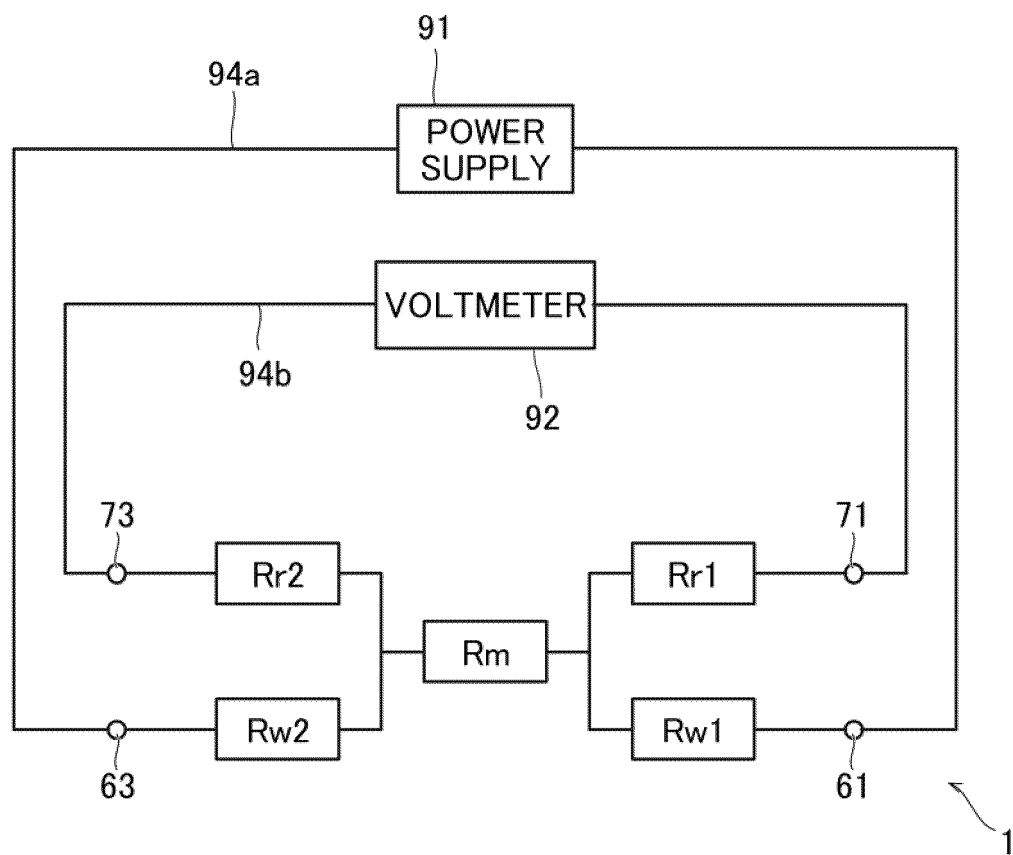 91
94a
POWER
SUPPLY
VOLTMETER
94b
92
73
71
Rr2
Rr1
Rm
Rw2
Rw1
63
61
1